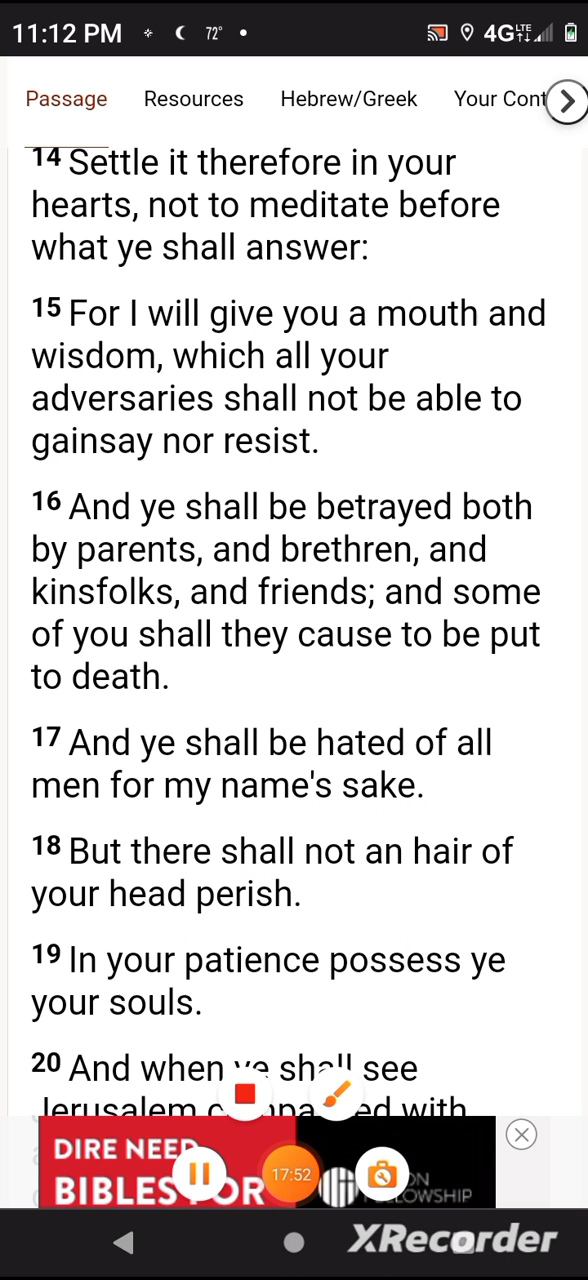 11:12 PM 72° 4G LTE
Passage Resources Hebrew/Greek Your Cont
14 Settle it therefore in your
hearts, not to meditate before
what ye shall answer:
15 For I will give you a mouth and
wisdom, which all your
adversaries shall not be able to
gainsay nor resist.
16 And ye shall be betrayed both
by parents, and brethren, and
kinsfolks, and friends; and some
of you shall they cause to be put
to death.
17 And ye shall be hated of all
men for my name's sake.
18 But there shall not an hair of
your head perish.
19 In your patience possess ye
your souls.
20 And when ye shall see
Jerusalem with
DIRE NEED
BIBLES FOR
17:52
XRecorder